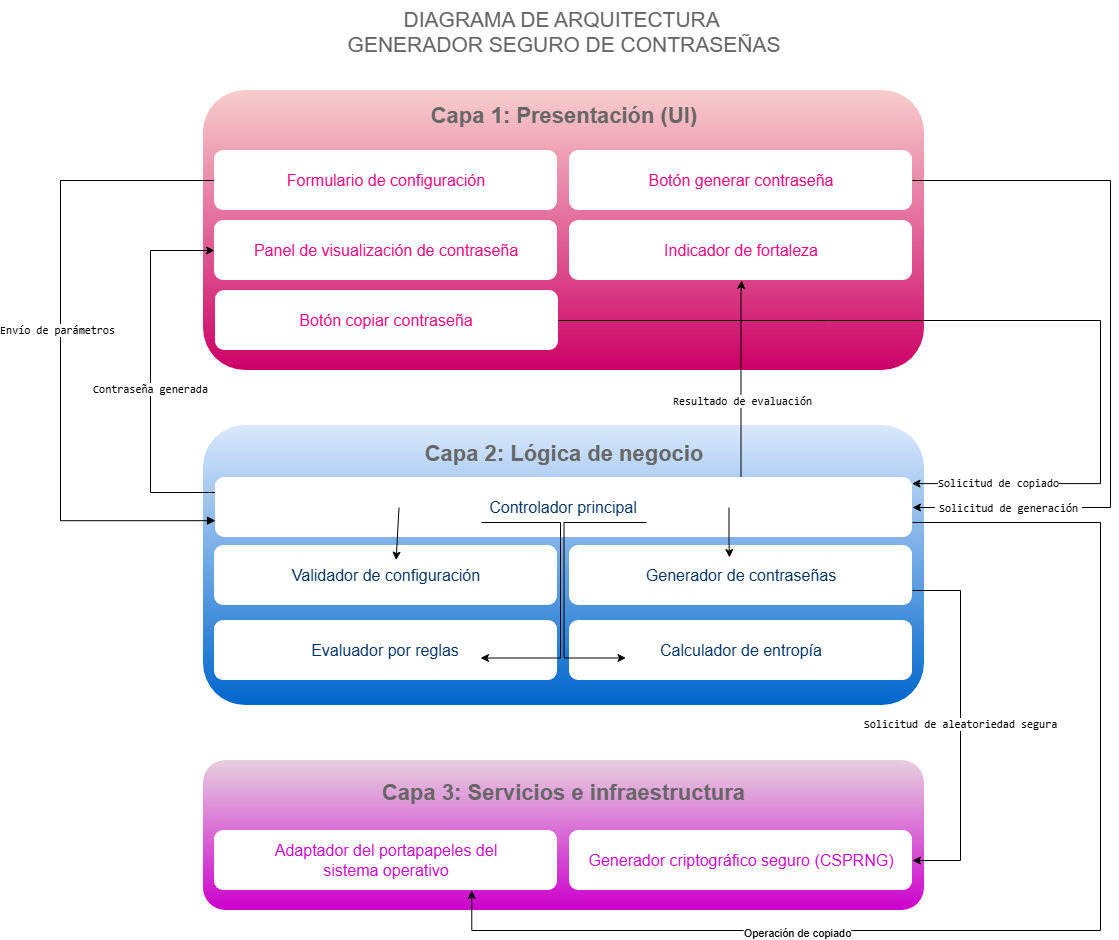 DIAGRAMA DE ARQUITECTURA
GENERADOR SEGURO DE CONTRASEÑAS
Capa 1: Presentación (UI)
Formulario de configuración
Botón generar contraseña
Panel de visualización de contraseña
Indicador de fortaleza
Botón copiar contraseña
Envío de parámetros
Contraseña generada
Resultado de evaluación
Capa 2: Lógica de negocio
Solicitud de copiado
Controlador principal
Solicitud de generación
Validador de configuración
Generador de contraseñas
Evaluador por reglas
Calculador de entropía
Solicitud de aleatoriedad segura
Capa 3: Servicios e infraestructura
Adaptador del portapapeles del
sistema operativo
Generador criptográfico seguro (CSPRNG)
Operación de copiado